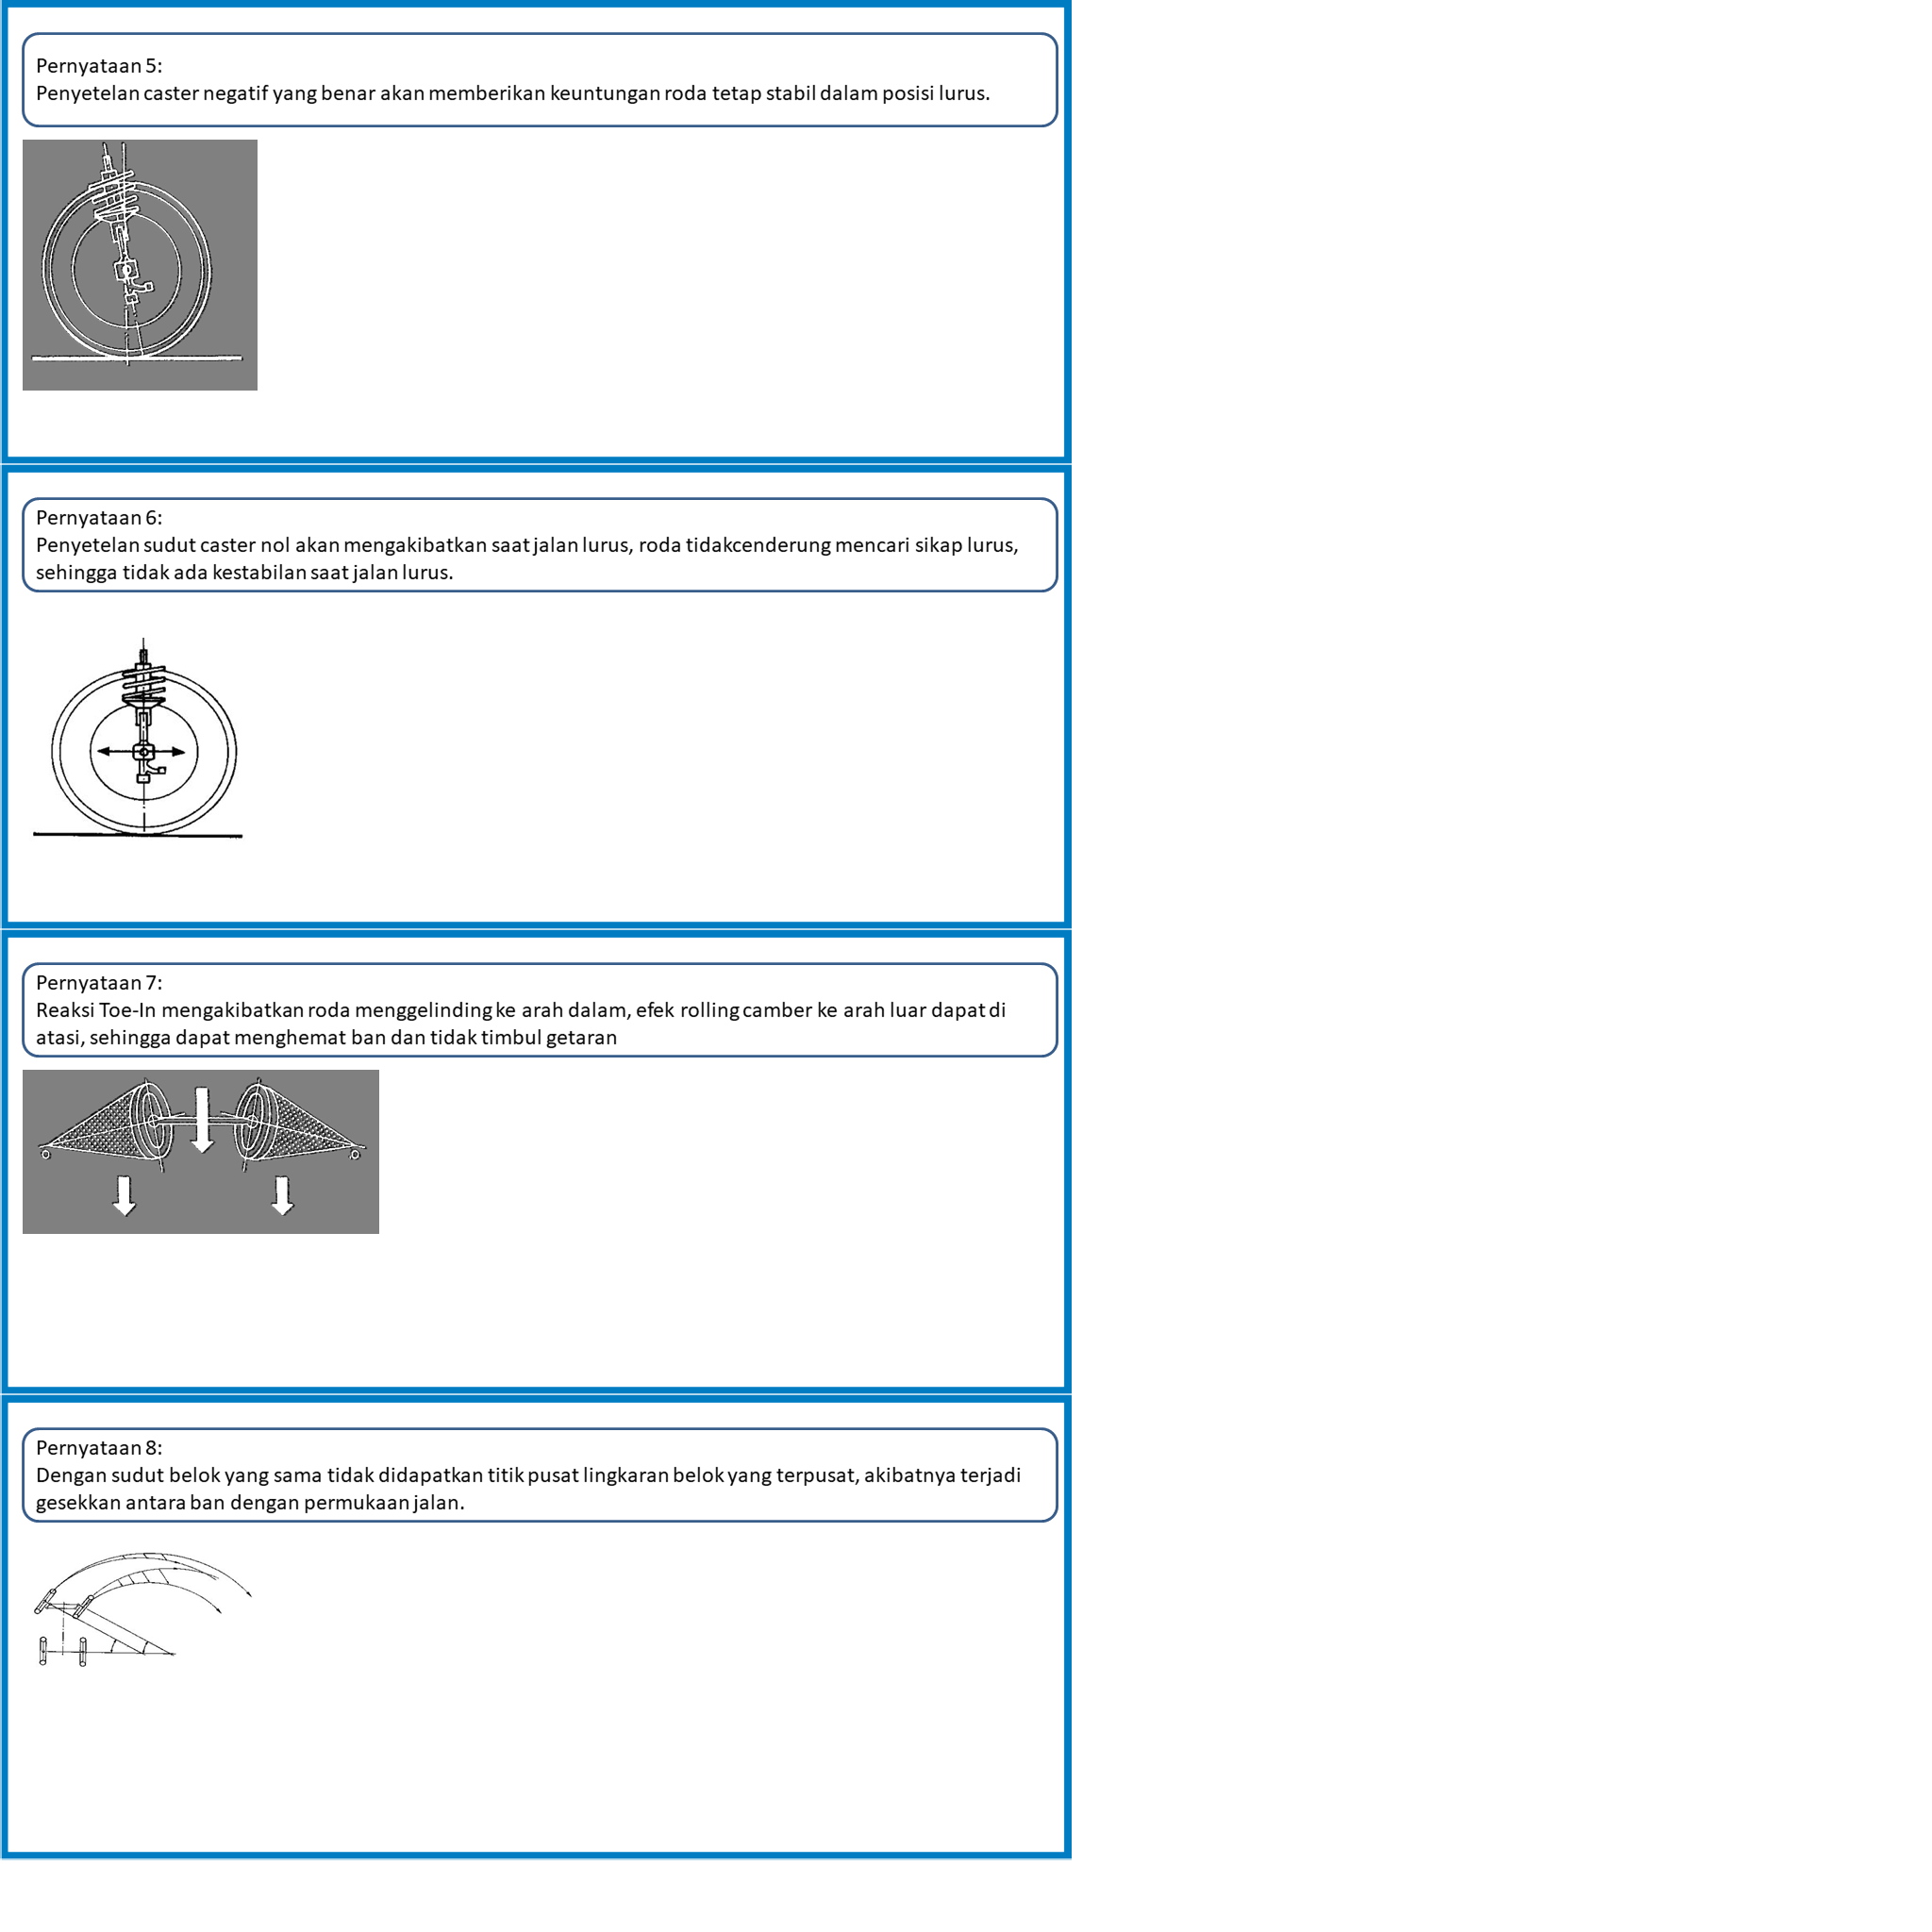 Pernyataan 5:
Penyetelan caster negatif yang benar akan memberikan keuntungan roda tetap stabil dalam posisi lurus.
Pernyataan 6:
Penyetelan sudut caster nol akan mengakibatkan saat jalan lurus, roda tidakcenderung mencari sikap lurus,
sehingga tidak ada kestabilan saat jalan lurus.
Pernyataan 7:
Reaksi Toe-In mengakibatkan roda menggelinding ke arah dalam, efek rolling camber ke arah luar dapat di
atasi, sehingga dapat menghemat ban dan tidak timbul getaran
O O
Pernyataan 8:
Dengan sudut belok yang sama tidak didapatkan titik pusat lingkaran belok yang terpusat, akibatnya terjadi
gesekkan antara ban dengan permukaan jalan.